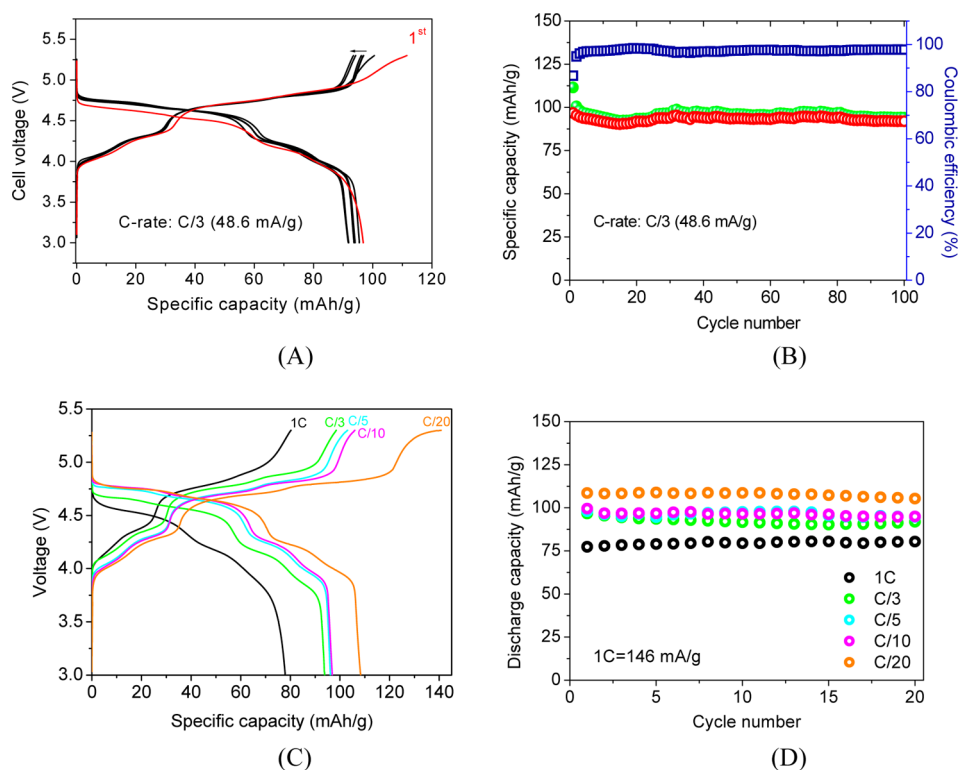 1st
Cell voltage (V)
5.5
5.0
4.5
4.0
3.5
3.0
C-rate: C/3 (48.6 mA/g)
0 20 40 60 80 100 120
Specific capacity (mAh/g)
(A)
Specific capacity (mAh/g)
150
125
100
75
50
25
0
C-rate: C/3 (48.6 mA/g)
100
80
60
40
20
0
Coulombic efficiency (%)
0 20 40 60 80 100
Cycle number
(B)
Voltage (V)
5.5
5.0
4.5
4.0
3.0
1C C/3 C/5 C/20
C/10
0 20 40 60 80 100 120 140
Specific capacity (mAh/g)
(C)
Discharge capacity (mAh/g)
150
125
100
75
50
25
0
1C
C/3
C/5
C/10
C/20
1C=146 mA/g
0 5 10 15 20
Cycle number
(D)